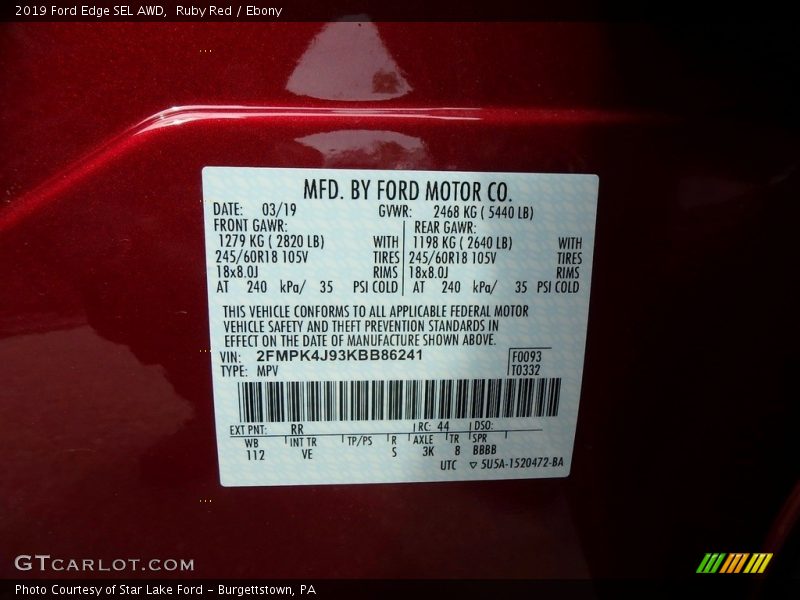 2019 Ford Edge SEL AWD,  Ruby Red / Ebony
MFD. BY FORD MOTOR CO.
DATE: 03/19 GVWR: 2468 KG ( 5440 LB)
FRONT GAWR: REAR GAWR:
1279 KG ( 2820 LB) WITH 1198 KG ( 2640 LB) WITH
245/60R18 105V TIRES 245/60R18 105V TIRES
18x8.0J RIMS 18x8.0J RIMS
AT 240 kPa/ 35 PSI COLD AT 240 kPa/ 35 PSI COLD
THIS VEHICLE CONFORMS TO ALL APPLICABLE FEDERAL MOTOR
VEHICLE SAFETY AND THEFT PREVENTION STANDARDS IN
EFFECT ON THE DATE OF MANUFACTURE SHOWN ABOVE.
VIN: 2FMPK4J93KBB86241 F0093
TYPE: MPV T0332
EXT PNT: RR RC: 44 DSO:
WB INT TR TP/PS R AXLE TR SPR
112 VE S 3K 8 BBBB
UTC ▽ 5U5A-1520472-BA
GTCARLOT.COM
Photo Courtesy of Star Lake Ford - Burgettstown, PA